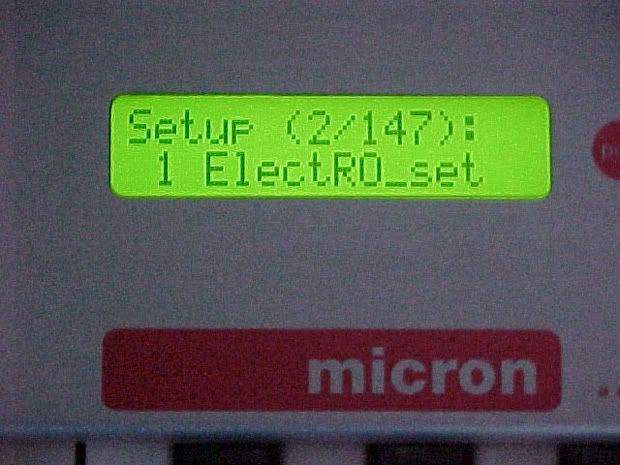 Setup (2/147):
1 ElectRO_set
micron